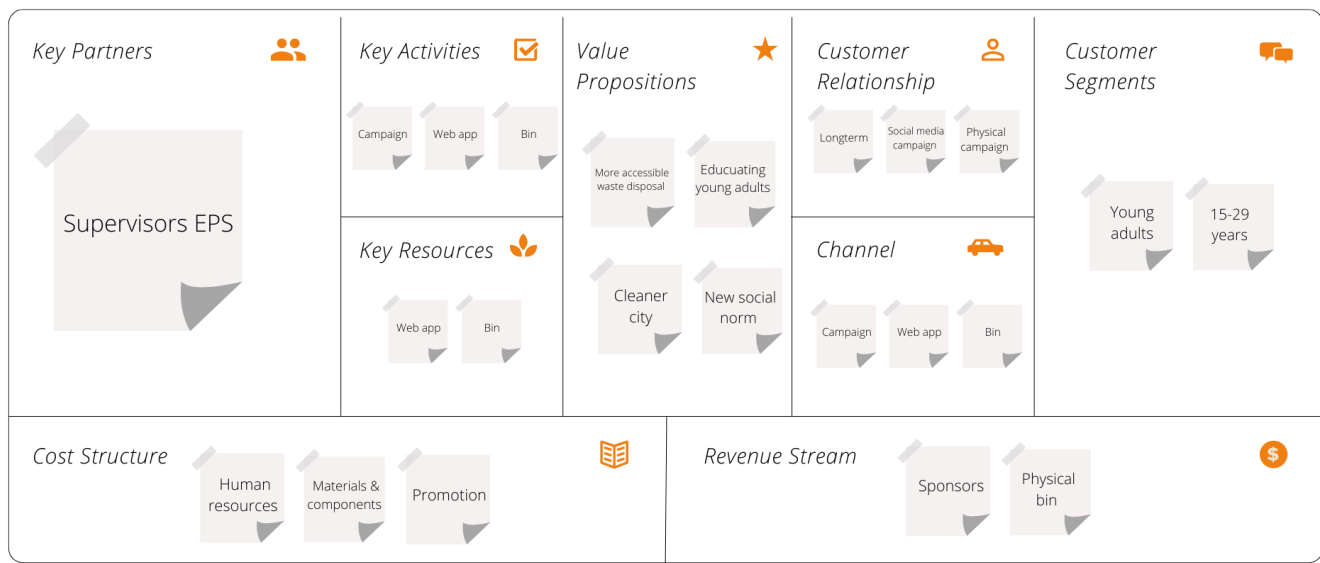 Key Partners
Supervisors EPS
Key Activities
Campaign
Web app
Bin
Key Resources
Web app
Bin
Value
Propositions
More accessible
waste disposal
Educuating
young adults
Cleaner
city
New social
norm
Customer
Relationship
Longterm
Social media
campaign
Physical
campaign
Channel
Campaign
Web app
Bin
Customer
Segments
Young
adults
15-29
years
Cost Structure
Human
resources
Materials &
components
Promotion
Revenue Stream
Sponsors
Physical
bin
$